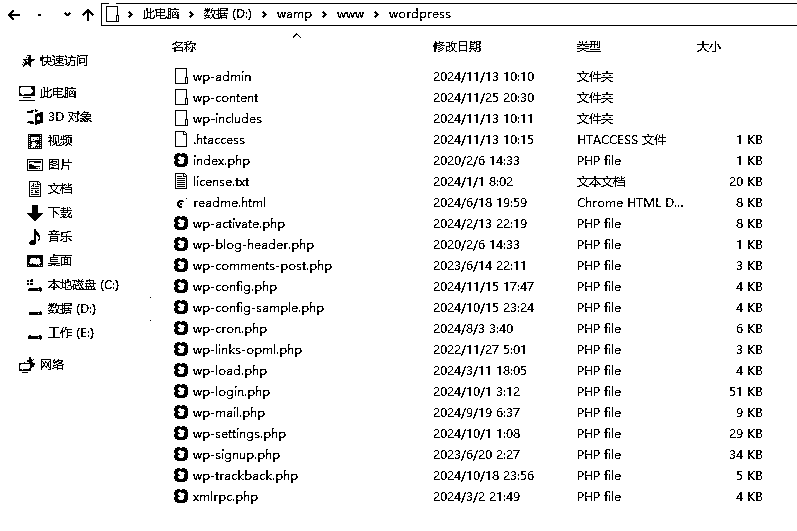 此电脑 > 数据 (D:) > wamp > www > wordpress
名称 修改日期 类型 大小
快速访问
此电脑
3D 对象
视频
图片
文档
下载
音乐
桌面
本地磁盘 (C:)
数据 (D:)
工作 (E:)
网络
wp-admin 2024/11/13 10:10 文件夹
wp-content 2024/11/25 20:30 文件夹
wp-includes 2024/11/13 10:11 文件夹
.htaccess 2024/11/13 10:15 HTACCESS 文件 1 KB
index.php 2020/2/6 14:33 PHP file 1 KB
license.txt 2024/1/1 8:02 文本文档 20 KB
readme.html 2024/6/18 19:59 Chrome HTML D... 8 KB
wp-activate.php 2024/2/13 22:19 PHP file 8 KB
wp-blog-header.php 2020/2/6 14:33 PHP file 1 KB
wp-comments-post.php 2023/6/14 22:11 PHP file 3 KB
wp-config.php 2024/11/15 17:47 PHP file 4 KB
wp-config-sample.php 2024/10/15 23:24 PHP file 4 KB
wp-cron.php 2024/8/3 3:40 PHP file 6 KB
wp-links-opml.php 2022/11/27 5:01 PHP file 3 KB
wp-load.php 2024/3/11 18:05 PHP file 4 KB
wp-login.php 2024/10/1 3:12 PHP file 51 KB
wp-mail.php 2024/9/19 6:37 PHP file 9 KB
wp-settings.php 2024/10/1 1:08 PHP file 29 KB
wp-signup.php 2023/6/20 2:27 PHP file 34 KB
wp-trackback.php 2024/10/18 23:56 PHP file 5 KB
xmlrpc.php 2024/3/2 21:49 PHP file 4 KB